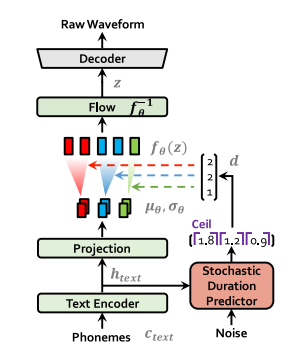 Raw Waveform
Decoder
z
Flow f_θ^{-1}
f_θ(z)
2
2
1
d
μ_θ, σ_θ
Ceil
(⌈1.8⌉⌈1.2⌉⌈0.9⌉)
Projection
h_text
Stochastic
Duration
Predictor
Text Encoder
Phonemes
c_text
Noise